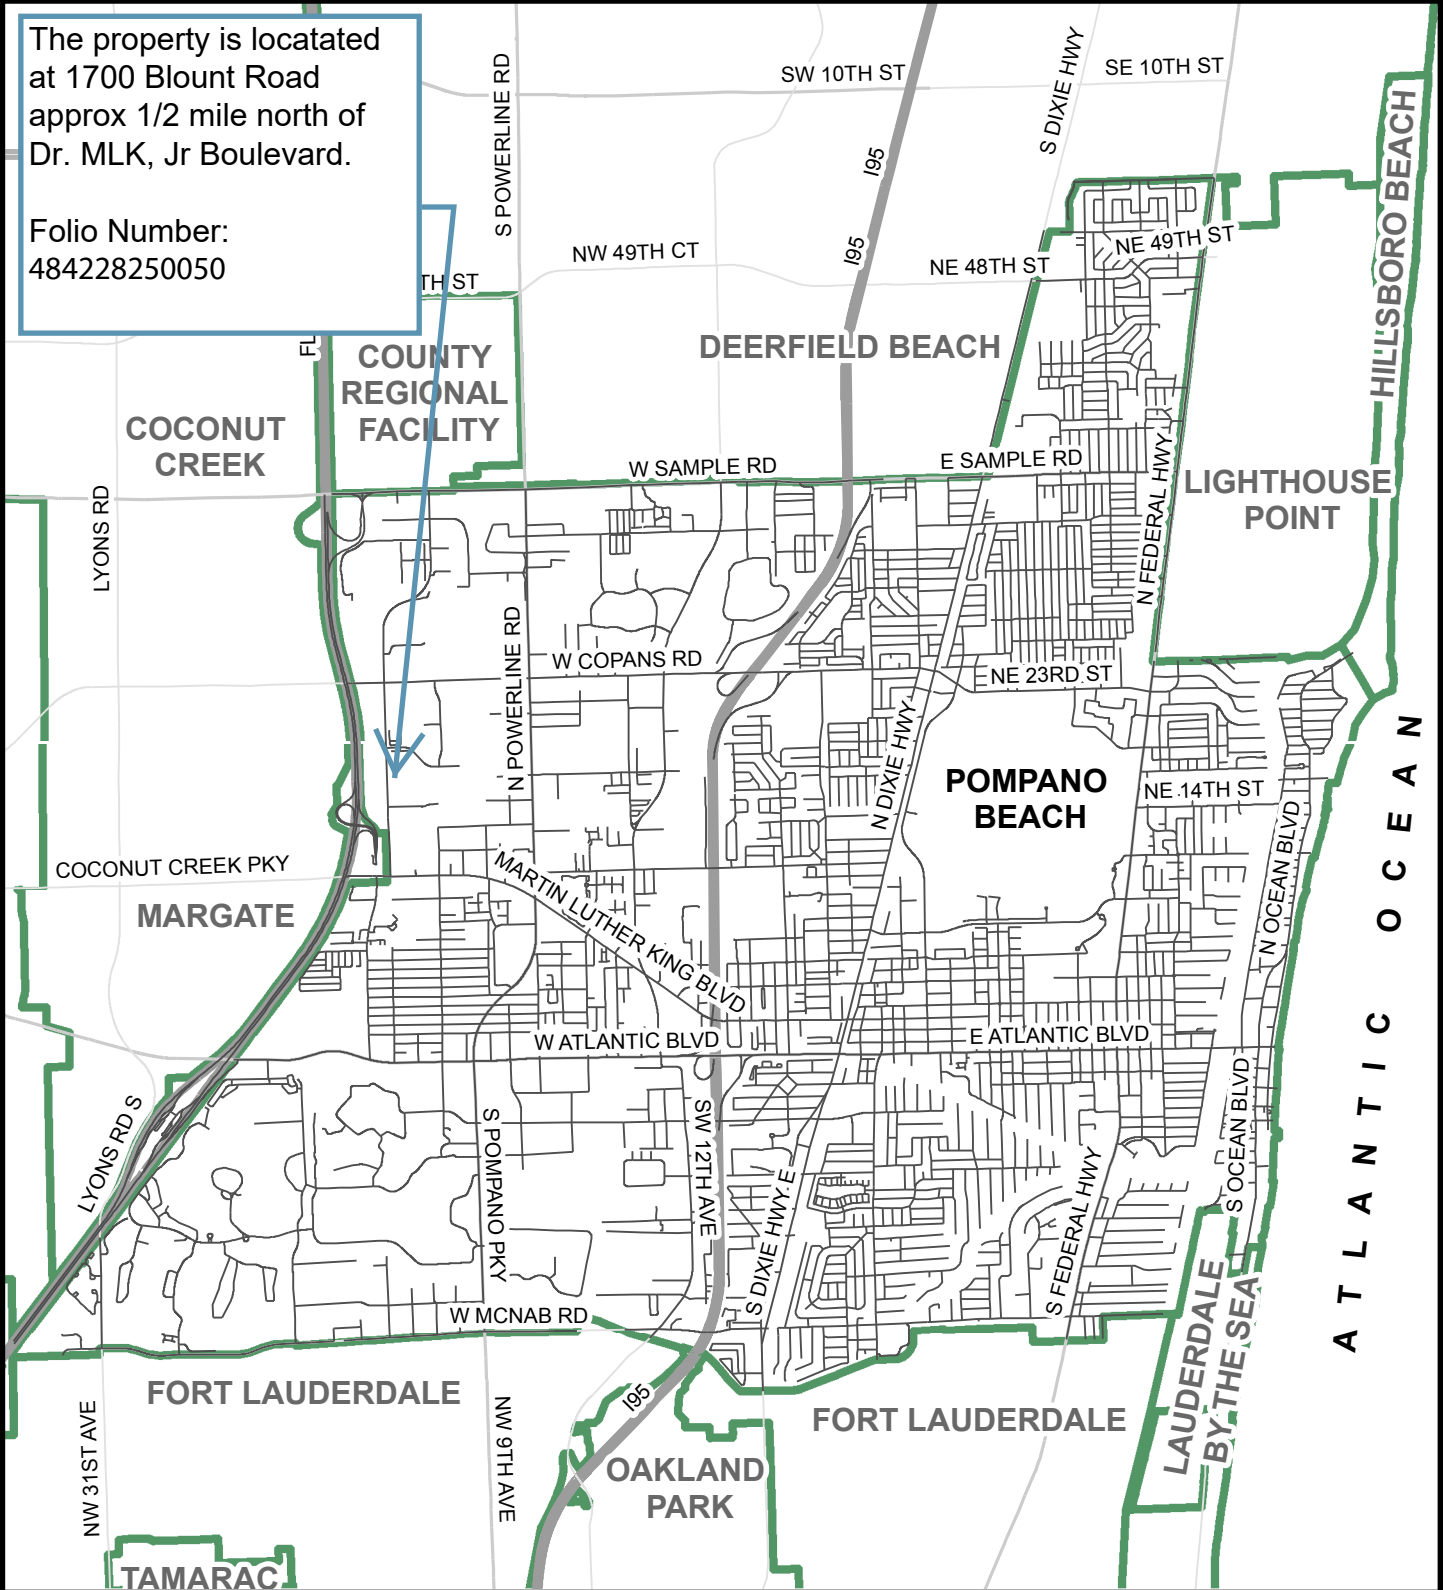 The property is locatated
at 1700 Blount Road
approx 1/2 mile north of
Dr. MLK, Jr Boulevard.
Folio Number:
484228250050
S POWERLINE RD
SW 10TH ST
SE 10TH ST
S DIXIE HWY
I95
HILLSBORO BEACH
NE 49TH ST
NW 49TH CT
I95
NE 48TH ST
TH ST
FL
COUNTY
REGIONAL
FACILITY
DEERFIELD BEACH
COCONUT
CREEK
W SAMPLE RD
E SAMPLE RD
LIGHTHOUSE
POINT
LYONS RD
N FEDERAL HWY
W COPANS RD
NE 23RD ST
N POWERLINE RD
N DIXIE HWY
POMPANO
BEACH
NE 14TH ST
N OCEAN BLVD
ATLANTIC OCEAN
COCONUT CREEK PKY
MARTIN LUTHER KING BLVD
MARGATE
W ATLANTIC BLVD
E ATLANTIC BLVD
LYONS RD S
S POMPANO PKY
SW 12TH AVE
S DIXIE HWY E
S FEDERAL HWY
S OCEAN BLVD
W MCNAB RD
LAUDERDALE
BY THE SEA
FORT LAUDERDALE
I95
FORT LAUDERDALE
NW 31ST AVE
NW 9TH AVE
OAKLAND
PARK
TAMARAC